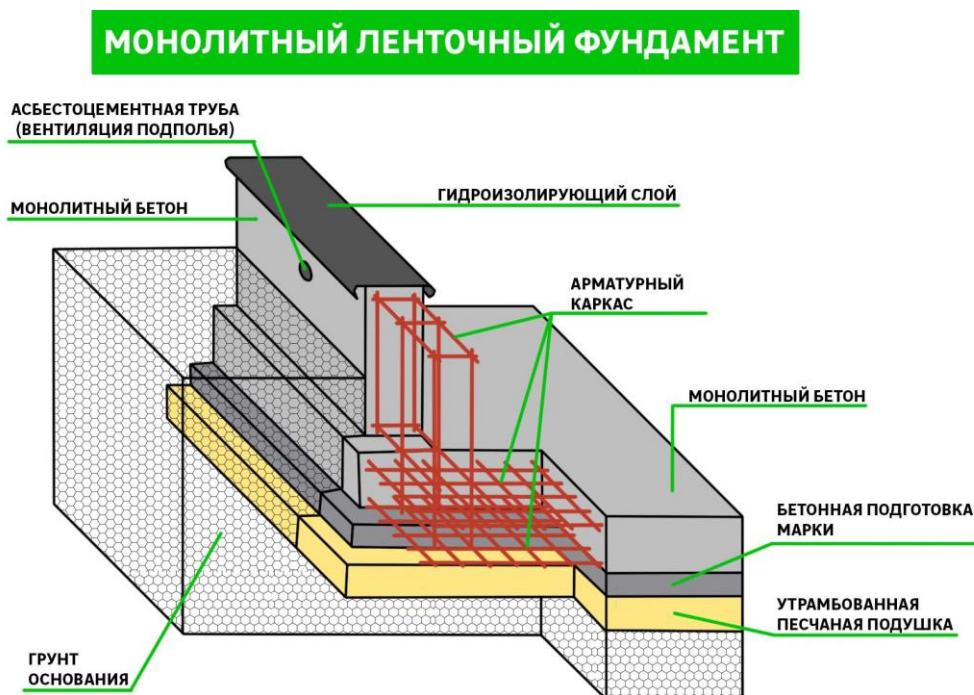 МОНОЛИТНЫЙ ЛЕНТОЧНЫЙ ФУНДАМЕНТ
АСБЕСТОЦЕМЕНТНАЯ ТРУБА
(ВЕНТИЛЯЦИЯ ПОДПОЛЬЯ)
ГИДРОИЗОЛИРУЮЩИЙ СЛОЙ
МОНОЛИТНЫЙ БЕТОН
АРМАТУРНЫЙ
КАРКАС
МОНОЛИТНЫЙ БЕТОН
БЕТОННАЯ ПОДГОТОВКА
МАРКИ
УТРАМБОВАННАЯ
ПЕСЧАНАЯ ПОДУШКА
ГРУНТ
ОСНОВАНИЯ